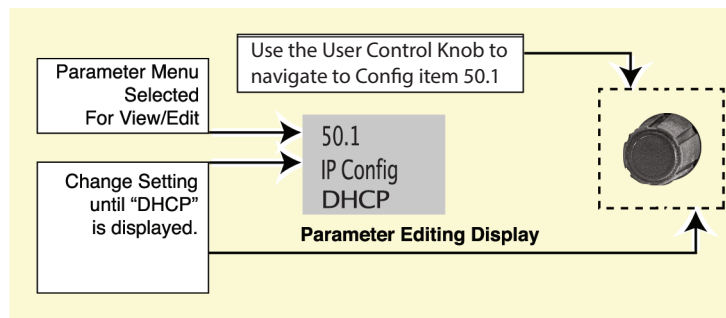 Use the User Control Knob to
navigate to Config item 50.1
Parameter Menu
Selected
For View/Edit
50.1
IP Config
DHCP
Change Setting
until “DHCP”
is displayed.
Parameter Editing Display